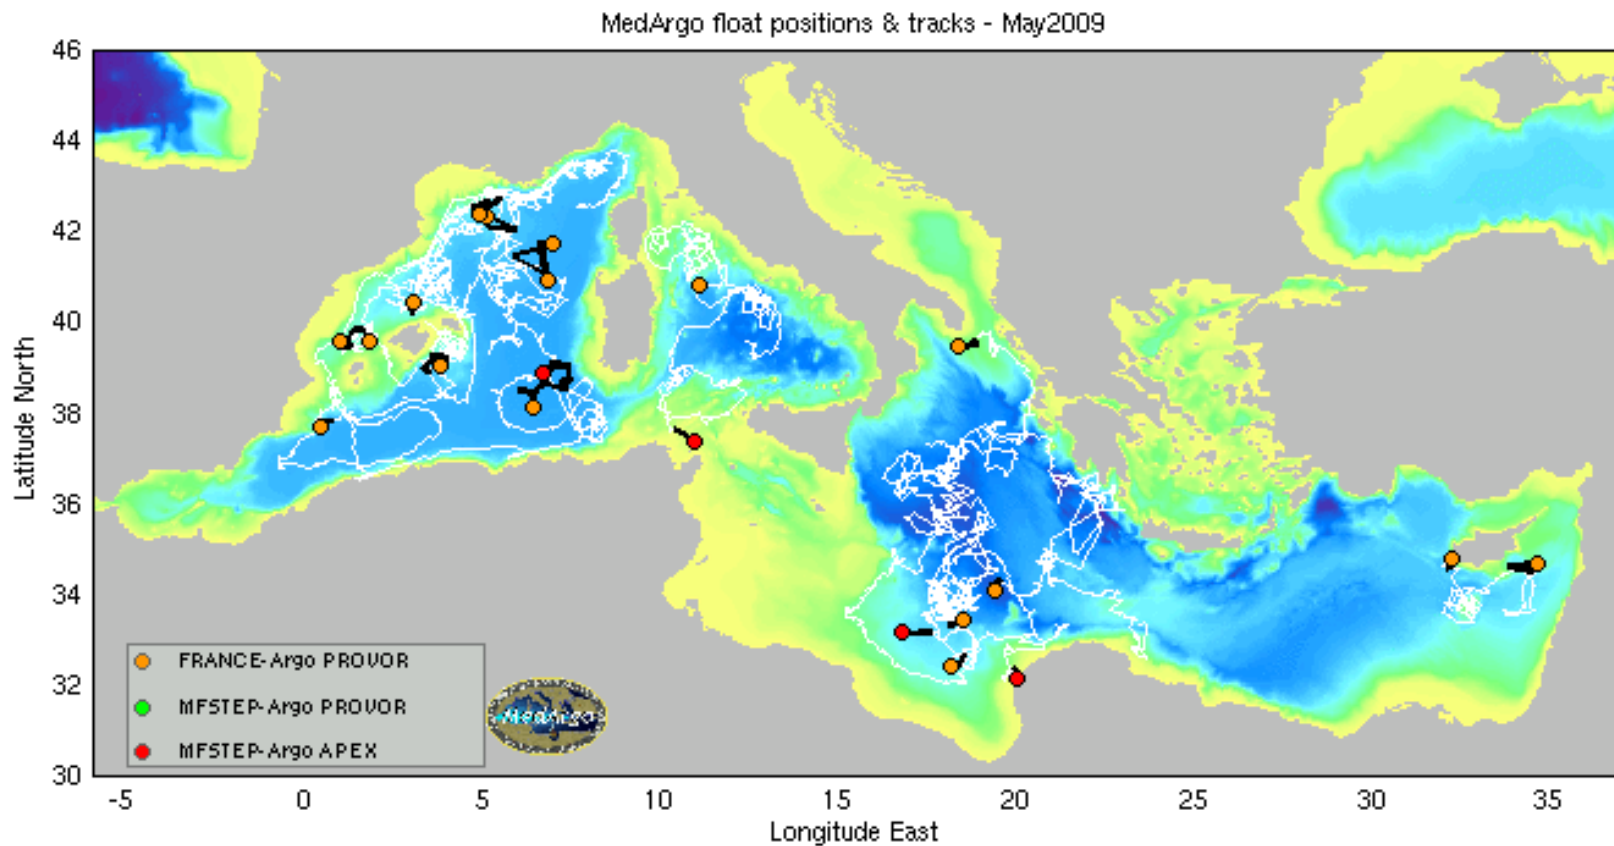 MedArgo float positions & tracks - May2009
46
44
42
40
38
36
34
32
30
Latitude North
FRANCE-Argo PROVOR
MFSTEP-Argo PROVOR
MFSTEP-Argo APEX
MedArgo
-5 0 5 10 15 20 25 30 35
Longitude East